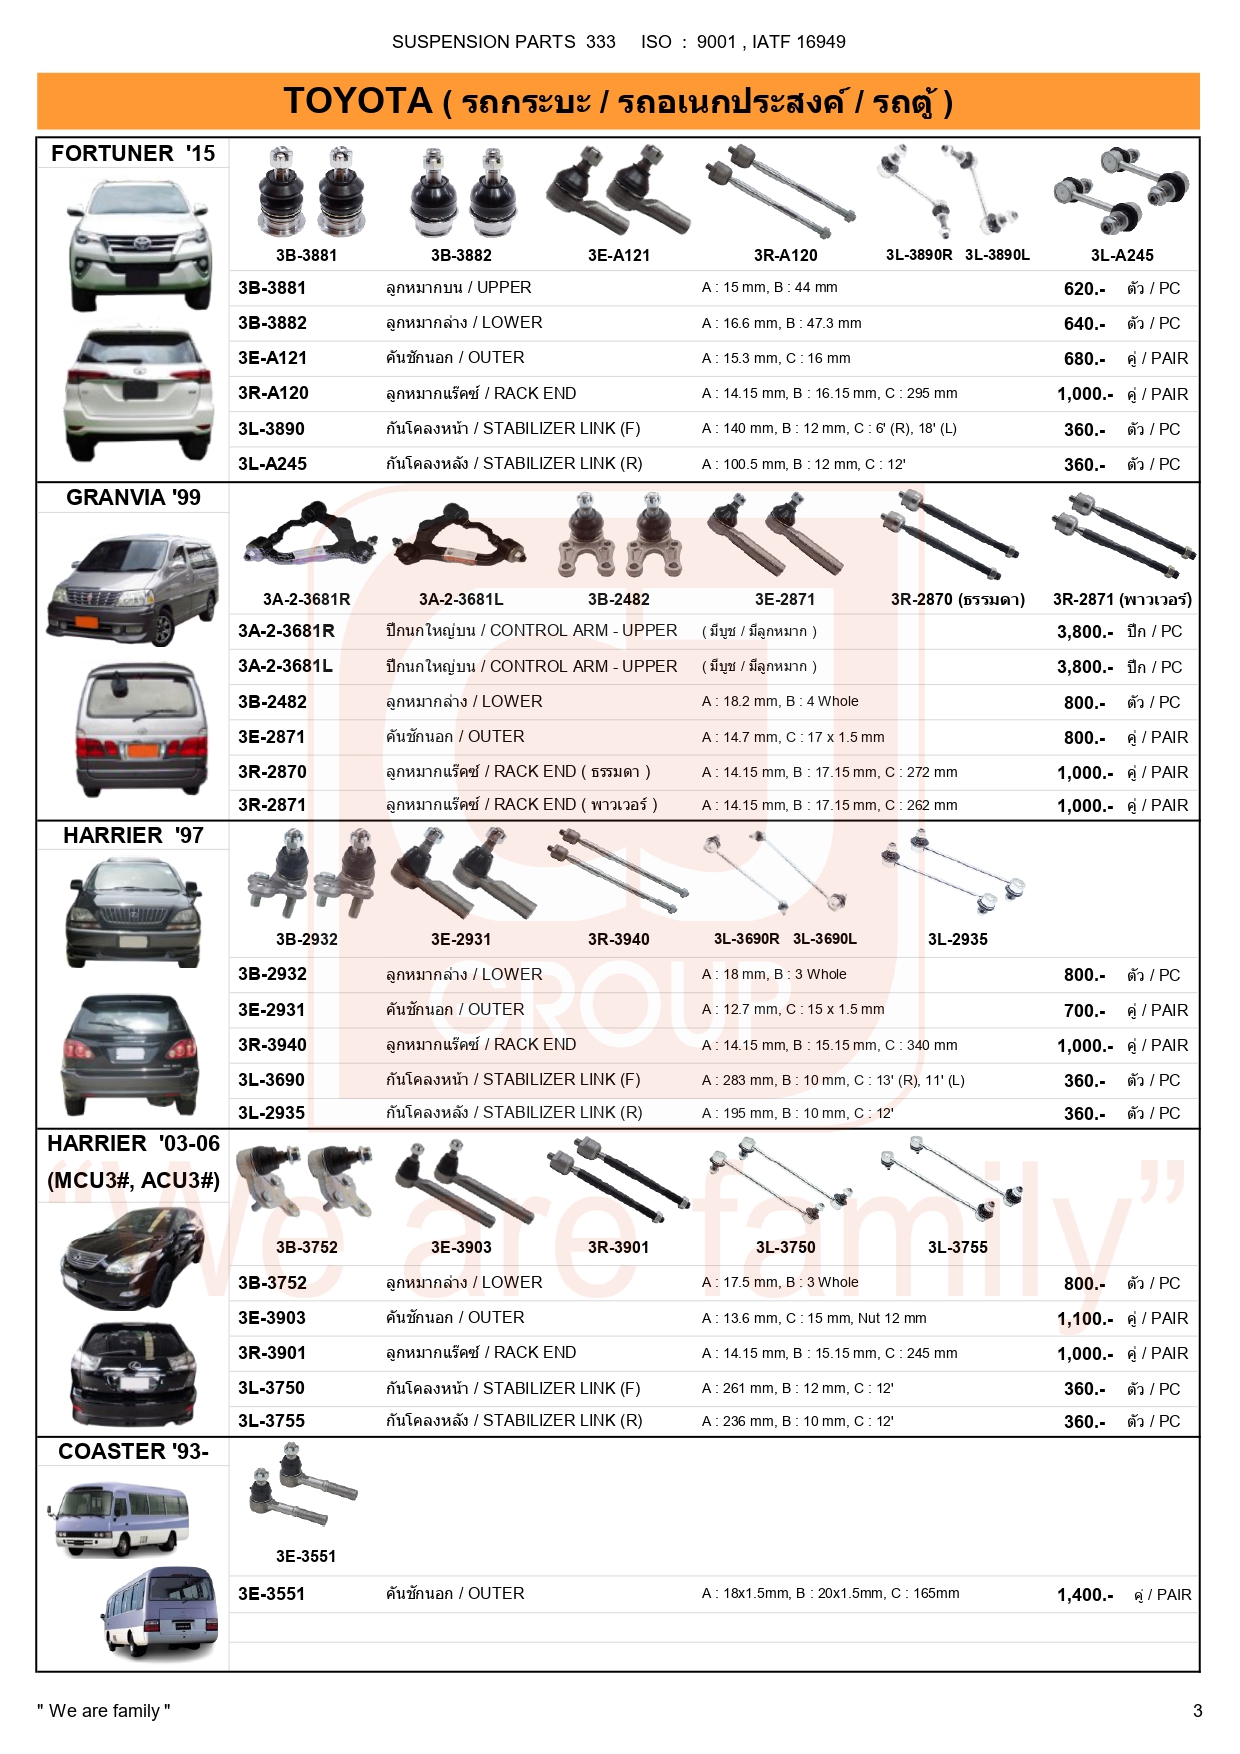 SUSPENSION PARTS 333 ISO : 9001 , IATF 16949
TOYOTA ( รถกระบะ / รถอเนกประสงค์ / รถตู้ )
FORTUNER '15
3B-3881 3B-3882 3E-A121 3R-A120 3L-3890R 3L-3890L 3L-A245
3B-3881 ลูกหมากบน / UPPER A : 15 mm, B : 44 mm 620.- ตัว / PC
3B-3882 ลูกหมากล่าง / LOWER A : 16.6 mm, B : 47.3 mm 640.- ตัว / PC
3E-A121 คันชักนอก / OUTER A : 15.3 mm, C : 16 mm 680.- คู่ / PAIR
3R-A120 ลูกหมากแร็คซ์ / RACK END A : 14.15 mm, B : 16.15 mm, C : 295 mm 1,000.- คู่ / PAIR
3L-3890 กันโคลงหน้า / STABILIZER LINK (F) A : 140 mm, B : 12 mm, C : 6' (R), 18' (L) 360.- ตัว / PC
3L-A245 กันโคลงหลัง / STABILIZER LINK (R) A : 100.5 mm, B : 12 mm, C : 12' 360.- ตัว / PC
GRANVIA '99
3A-2-3681R 3A-2-3681L 3B-2482 3E-2871 3R-2870 (ธรรมดา) 3R-2871 (พาวเวอร์)
3A-2-3681R ปีกนกใหญ่บน / CONTROL ARM - UPPER ( มีบูช / มีลูกหมาก ) 3,800.- ปีก / PC
3A-2-3681L ปีกนกใหญ่บน / CONTROL ARM - UPPER ( มีบูช / มีลูกหมาก ) 3,800.- ปีก / PC
3B-2482 ลูกหมากล่าง / LOWER A : 18.2 mm, B : 4 Whole 800.- ตัว / PC
3E-2871 คันชักนอก / OUTER A : 14.7 mm, C : 17 x 1.5 mm 800.- คู่ / PAIR
3R-2870 ลูกหมากแร็คซ์ / RACK END ( ธรรมดา ) A : 14.15 mm, B : 17.15 mm, C : 272 mm 1,000.- คู่ / PAIR
3R-2871 ลูกหมากแร็คซ์ / RACK END ( พาวเวอร์ ) A : 14.15 mm, B : 17.15 mm, C : 262 mm 1,000.- คู่ / PAIR
HARRIER '97
3B-2932 3E-2931 3R-3940 3L-3690R 3L-3690L 3L-2935
3B-2932 ลูกหมากล่าง / LOWER A : 18 mm, B : 3 Whole 800.- ตัว / PC
3E-2931 คันชักนอก / OUTER A : 12.7 mm, C : 15 x 1.5 mm 700.- คู่ / PAIR
3R-3940 ลูกหมากแร็คซ์ / RACK END A : 14.15 mm, B : 15.15 mm, C : 340 mm 1,000.- คู่ / PAIR
3L-3690 กันโคลงหน้า / STABILIZER LINK (F) A : 283 mm, B : 10 mm, C : 13' (R), 11' (L) 360.- ตัว / PC
3L-2935 กันโคลงหลัง / STABILIZER LINK (R) A : 195 mm, B : 10 mm, C : 12' 360.- ตัว / PC
CJ
GROUP
"We are family"
HARRIER '03-06
(MCU3#, ACU3#)
3B-3752 3E-3903 3R-3901 3L-3750 3L-3755
3B-3752 ลูกหมากล่าง / LOWER A : 17.5 mm, B : 3 Whole 800.- ตัว / PC
3E-3903 คันชักนอก / OUTER A : 13.6 mm, C : 15 mm, Nut 12 mm 1,100.- คู่ / PAIR
3R-3901 ลูกหมากแร็คซ์ / RACK END A : 14.15 mm, B : 15.15 mm, C : 245 mm 1,000.- คู่ / PAIR
3L-3750 กันโคลงหน้า / STABILIZER LINK (F) A : 261 mm, B : 12 mm, C : 12' 360.- ตัว / PC
3L-3755 กันโคลงหลัง / STABILIZER LINK (R) A : 236 mm, B : 10 mm, C : 12' 360.- ตัว / PC
COASTER '93-
3E-3551
3E-3551 คันชักนอก / OUTER A : 18x1.5mm, B : 20x1.5mm, C : 165mm 1,400.- คู่ / PAIR
" We are family " 3